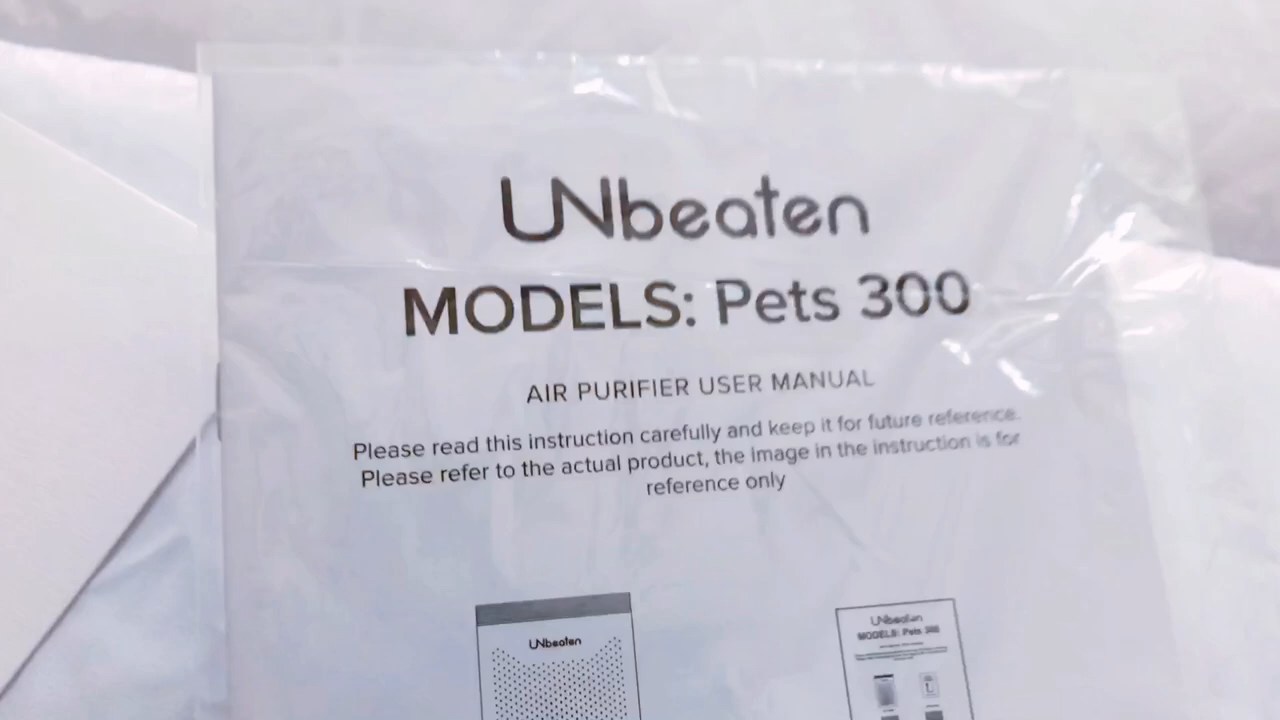 UNbeaten
MODELS: Pets 300
AIR PURIFIER USER MANUAL
Please read this instruction carefully and keep it for future reference.
Please refer to the actual product, the image in the instruction is for
reference only
UNbeaten
UNbeaten
MODELS: Pets 300